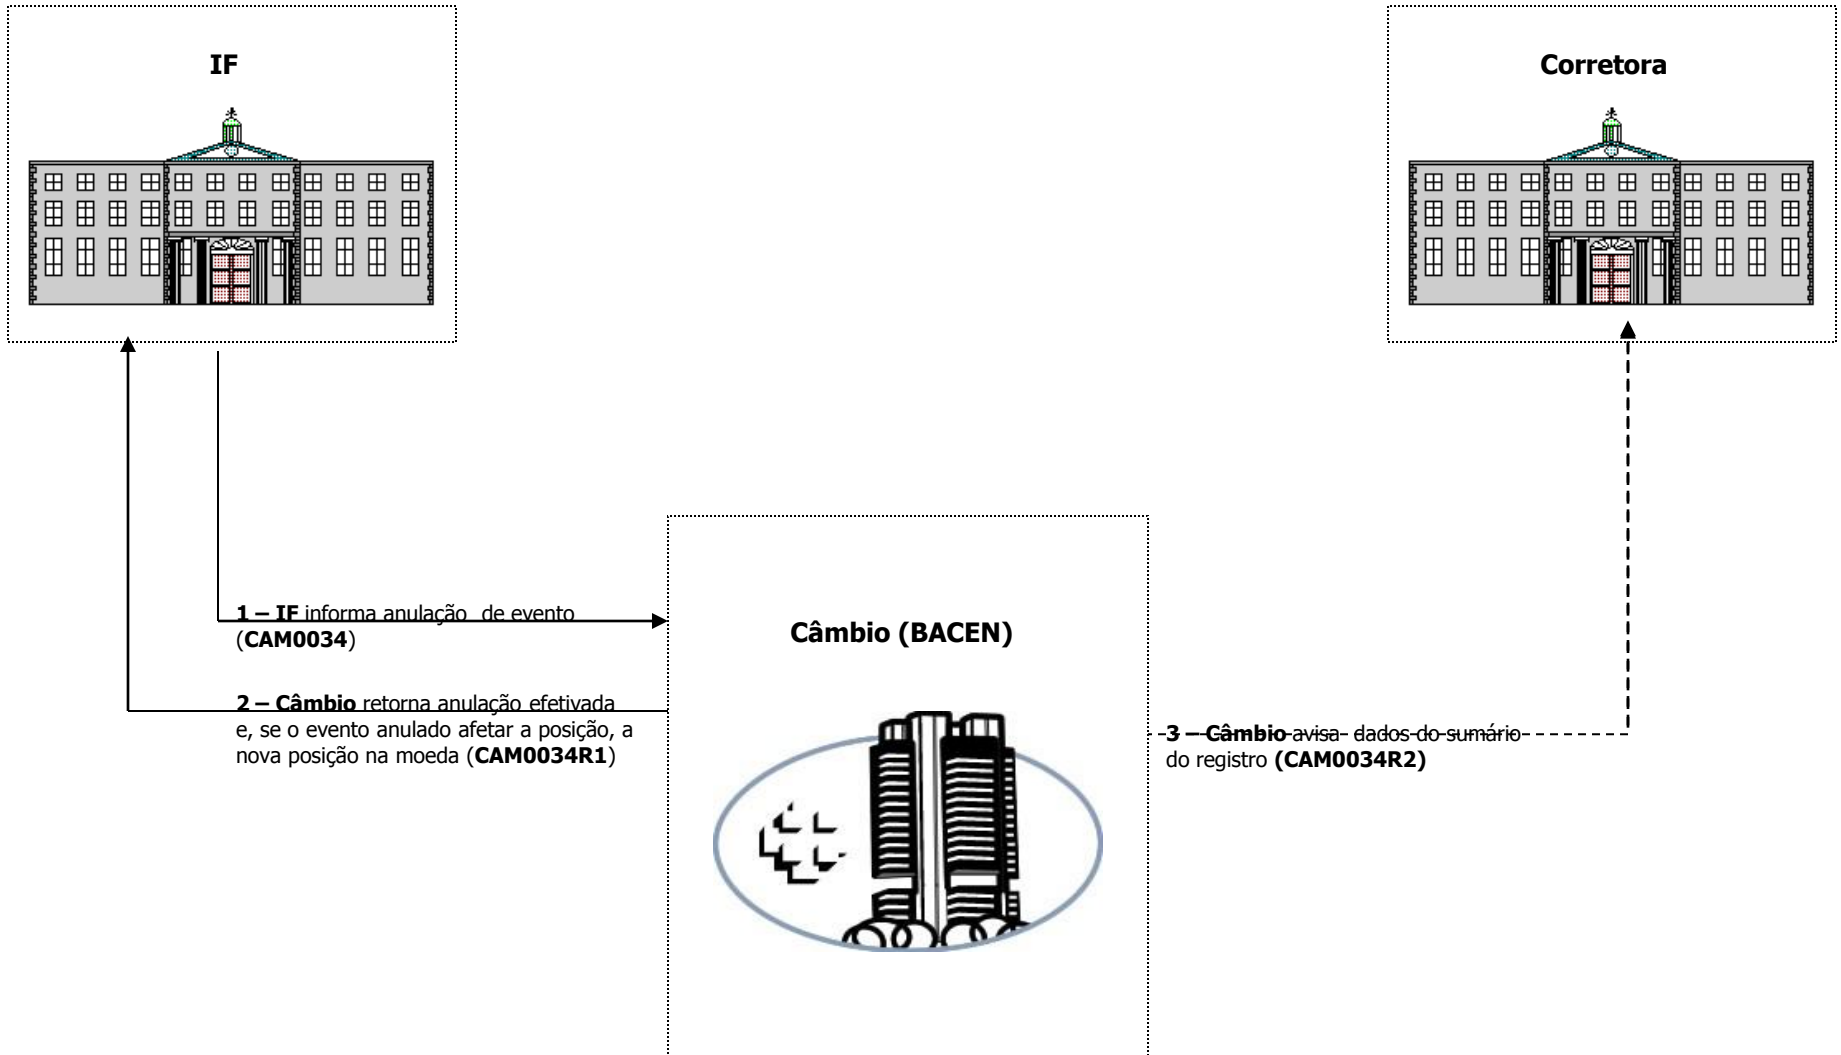 IF
Corretora
1 – IF informa anulação de evento
(CAM0034)
Câmbio (BACEN)
2 – Câmbio retorna anulação efetivada
e, se o evento anulado afetar a posição, a
nova posição na moeda (CAM0034R1)
3 – Câmbio avisa dados do sumário
do registro (CAM0034R2)